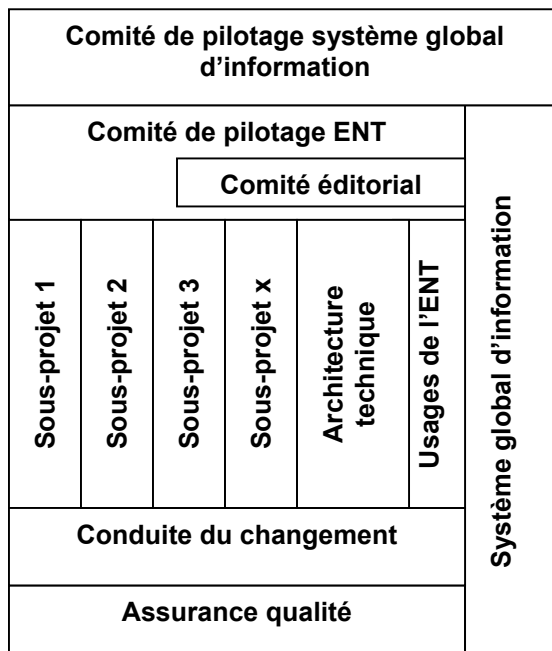 Comité de pilotage système global
d’information
Comité de pilotage ENT
Comité éditorial
Sous-projet 1
Sous-projet 2
Sous-projet 3
Sous-projet x
Architecture
technique
Usages de l’ENT
Système global d’information
Conduite du changement
Assurance qualité